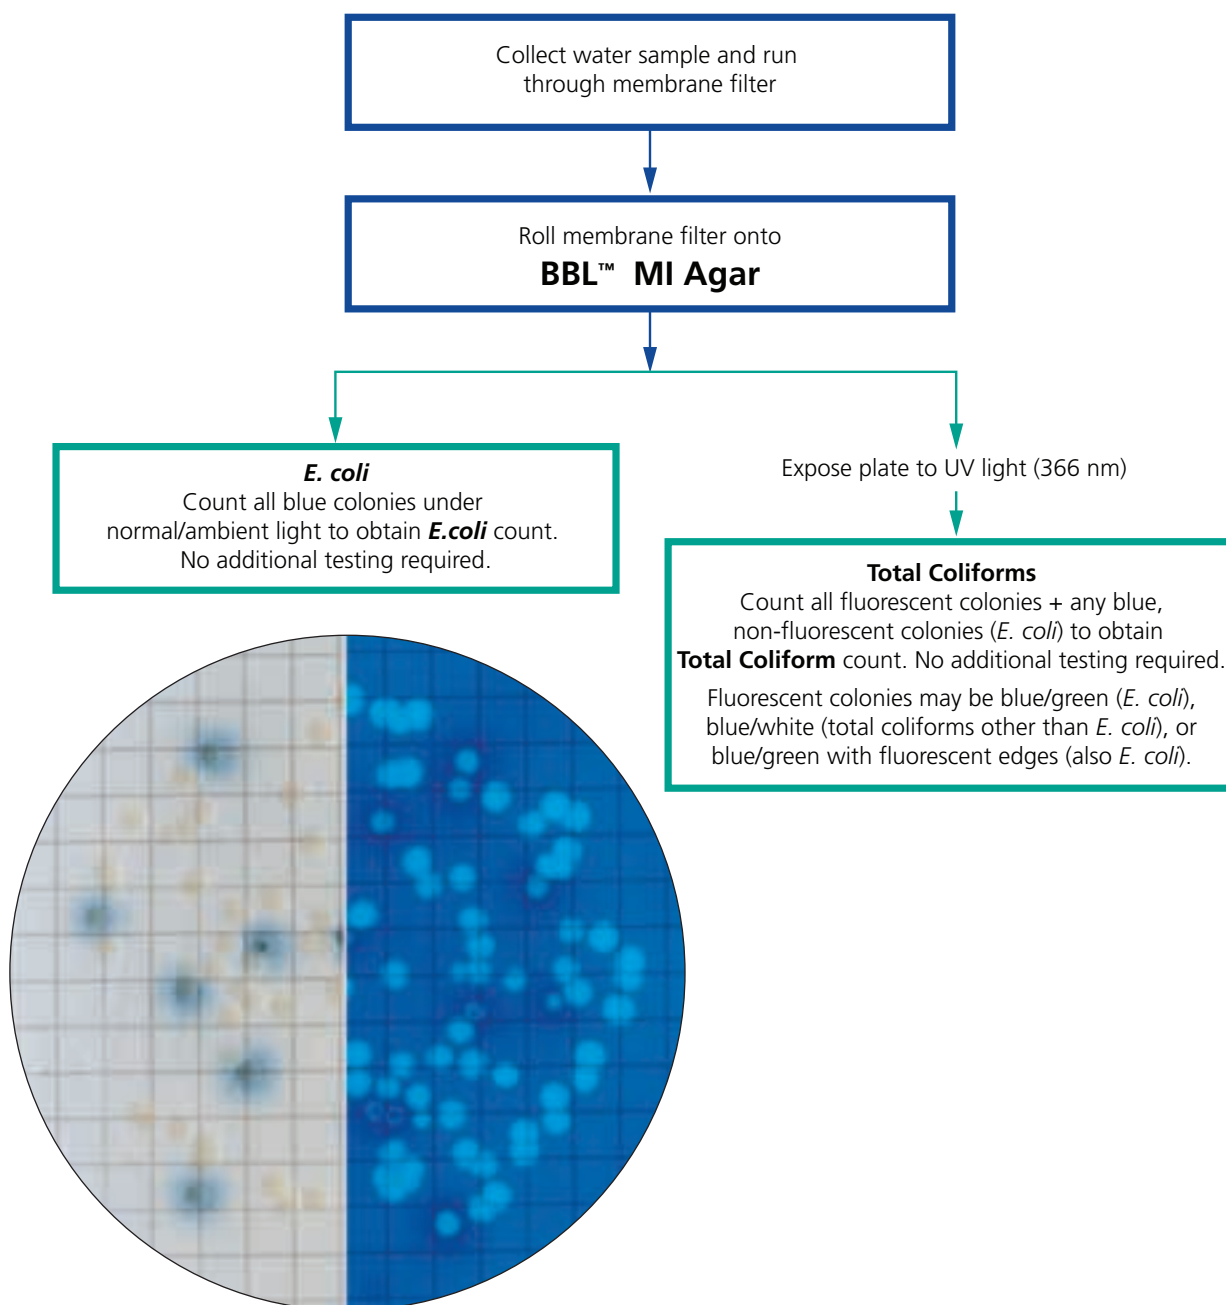 Collect water sample and run
through membrane filter
Roll membrane filter onto
BBL™ MI Agar
E. coli
Count all blue colonies under
normal/ambient light to obtain E.coli count.
No additional testing required.
Expose plate to UV light (366 nm)
Total Coliforms
Count all fluorescent colonies + any blue,
non-fluorescent colonies (E. coli) to obtain
Total Coliform count. No additional testing required.
Fluorescent colonies may be blue/green (E. coli),
blue/white (total coliforms other than E. coli), or
blue/green with fluorescent edges (also E. coli).